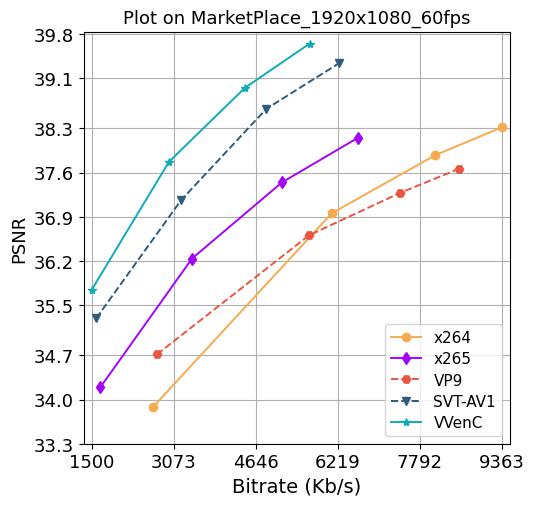 Plot on MarketPlace_1920x1080_60fps
39.8
39.1
38.3
37.6
36.9
36.2
35.5
34.7
34.0
33.3
PSNR
x264
x265
VP9
SVT-AV1
VVenC
1500 3073 4646 6219 7792 9363
Bitrate (Kb/s)